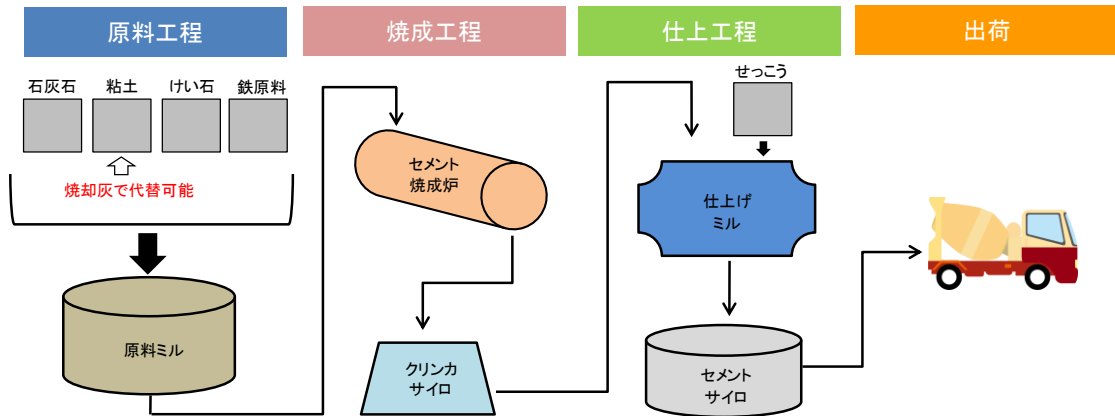 原料工程
焼成工程
仕上工程
出荷
石灰石
粘土
けい石
鉄原料
焼却灰で代替可能
原料ミル
セメント
焼成炉
クリンカ
サイロ
せっこう
仕上げ
ミル
セメント
サイロ